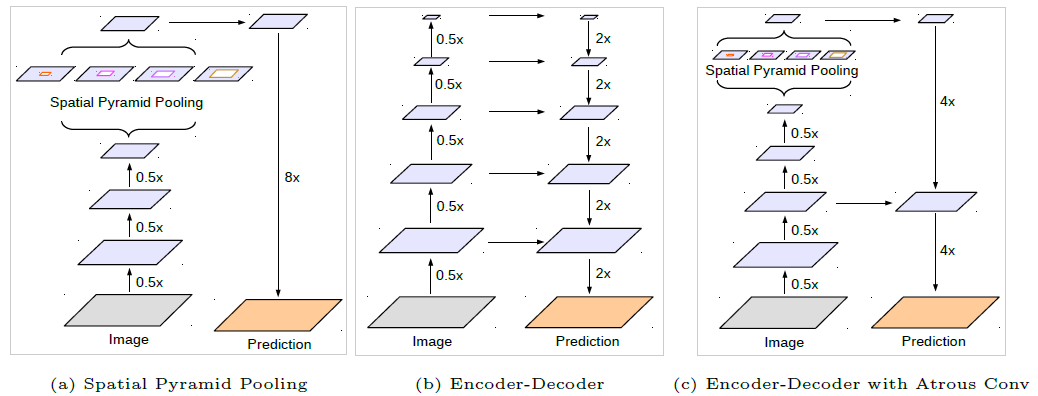 Spatial Pyramid Pooling
0.5x
0.5x
0.5x
8x
Image
Prediction
(a) Spatial Pyramid Pooling
0.5x
0.5x
0.5x
0.5x
0.5x
2x
2x
2x
2x
2x
Image
Prediction
(b) Encoder-Decoder
Spatial Pyramid Pooling
0.5x
0.5x
0.5x
0.5x
4x
4x
Image
Prediction
(c) Encoder-Decoder with Atrous Conv